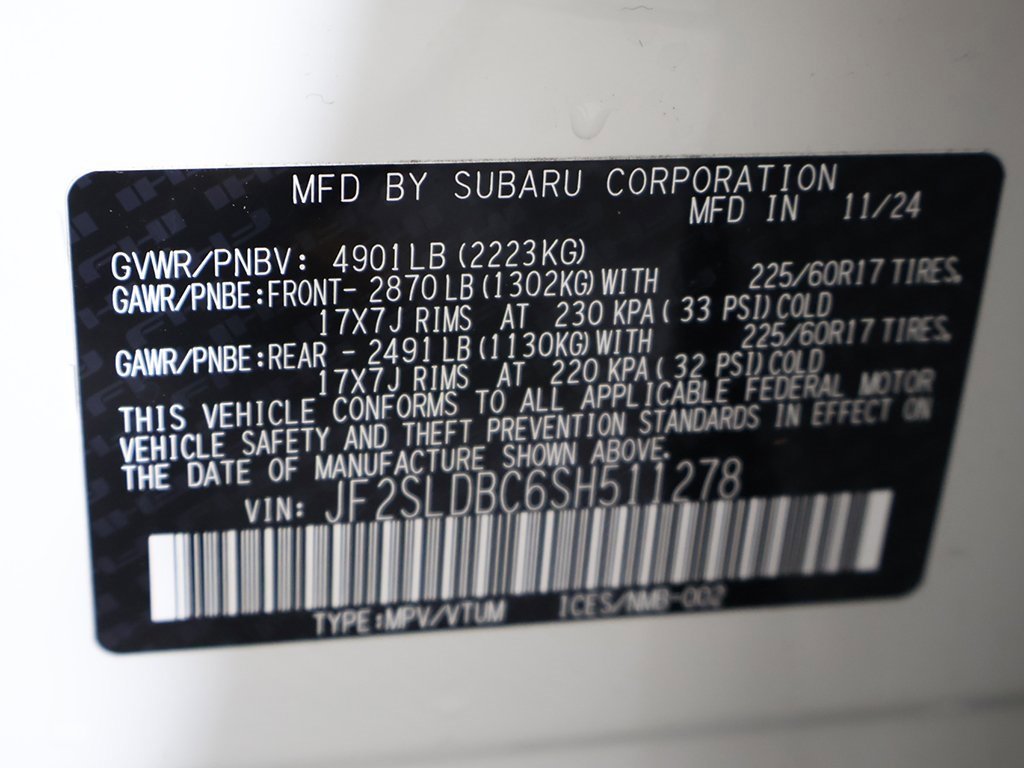 MFD BY SUBARU CORPORATION
MFD IN 11/24
GVWR/PNBV: 4901LB (2223KG)
GAWR/PNBE:FRONT- 2870LB(1302KG)WITH 225/60R17 TIRES,
17X7J RIMS AT 230 KPA( 33 PSI)COLD
GAWR/PNBE:REAR - 2491LB(1130KG)WITH 225/60R17 TIRES,
17X7J RIMS AT 220 KPA( 32 PSI)COLD
THIS VEHICLE CONFORMS TO ALL APPLICABLE FEDERAL MOTOR
VEHICLE SAFETY AND THEFT PREVENTION STANDARDS IN EFFECT ON
THE DATE OF MANUFACTURE SHOWN ABOVE.
VIN: JF2SLDBC6SH511278
TYPE:MPV/VTUM ICES/NMB-002